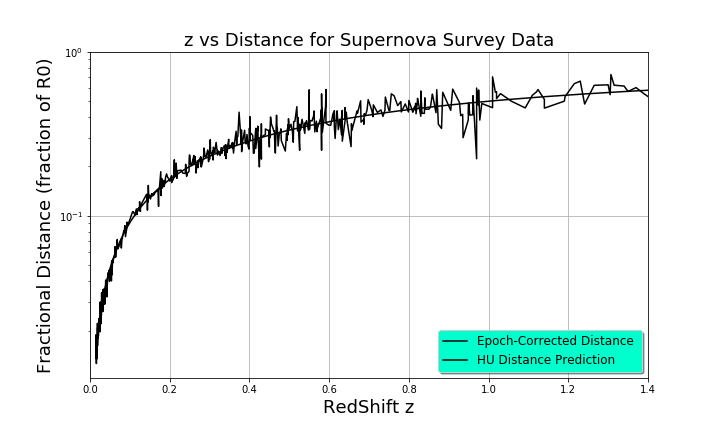 z vs Distance for Supernova Survey Data
Fractional Distance (fraction of R0)
10⁰
10⁻¹
Epoch-Corrected Distance
HU Distance Prediction
0.0 0.2 0.4 0.6 0.8 1.0 1.2 1.4
RedShift z